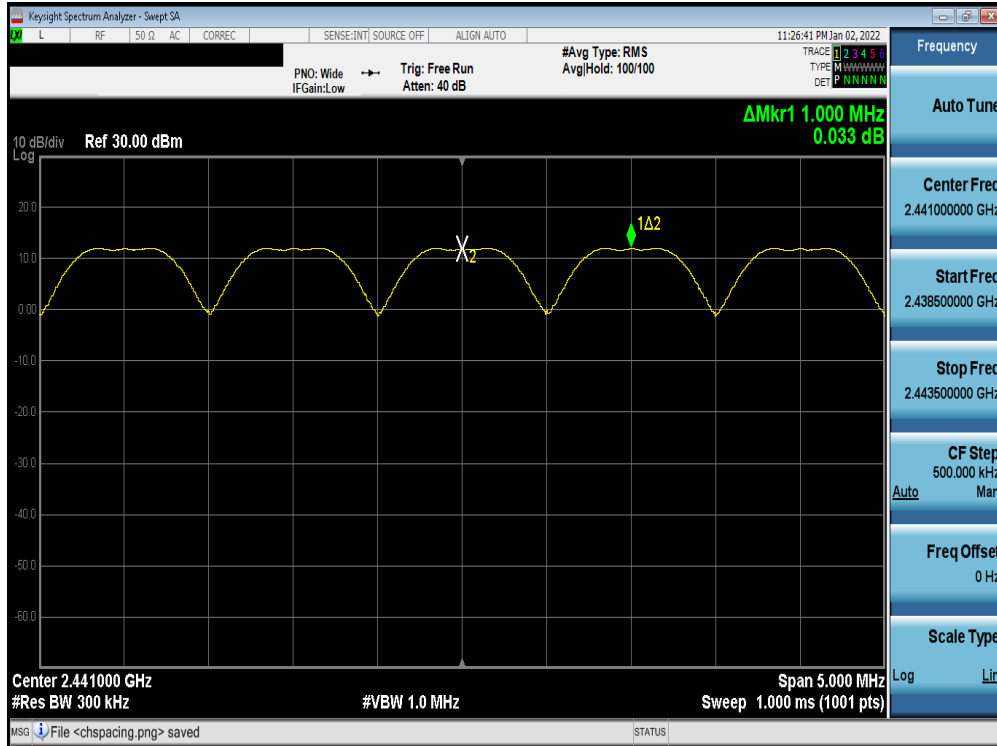 Keysight Spectrum Analyzer - Swept SA
LXI L RF 50 Ω AC CORREC SENSE:INT SOURCE OFF ALIGN AUTO 11:26:41 PM Jan 02, 2022
PNO: Wide Trig: Free Run #Avg Type: RMS TRACE 1 2 3 4 5 6
IFGain:Low Atten: 40 dB Avg|Hold: 100/100 TYPE M WWWWW
DET P N N N N N
ΔMkr1 1.000 MHz
0.033 dB
10 dB/div Ref 30.00 dBm
Log
20.0
10.0
0.00
-10.0
-20.0
-30.0
-40.0
-50.0
-60.0
1Δ2
2
Center 2.441000 GHz Span 5.000 MHz
#Res BW 300 kHz #VBW 1.0 MHz Sweep 1.000 ms (1001 pts)
MSG File <chspacing.png> saved STATUS
Frequency
Auto Tune
Center Freq
2.441000000 GHz
Start Freq
2.438500000 GHz
Stop Freq
2.443500000 GHz
CF Step
500.000 kHz
Auto Man
Freq Offset
0 Hz
Scale Type
Log Lin